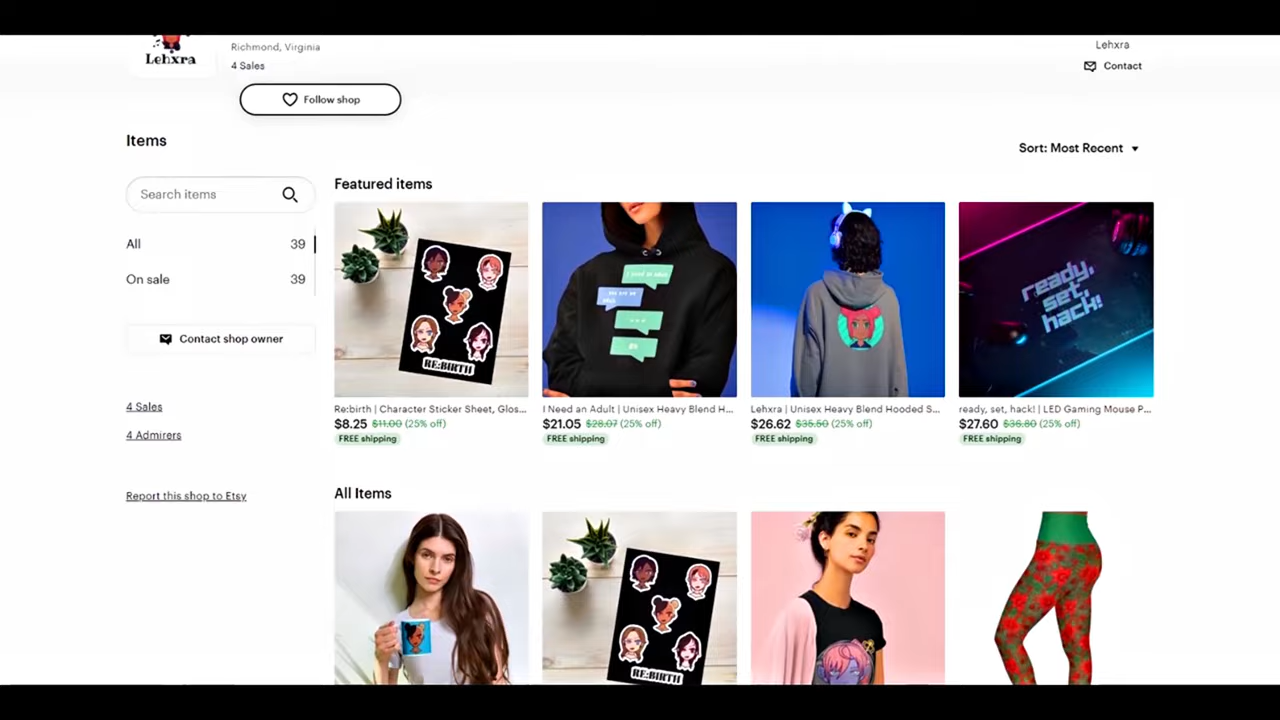 Lehxra
Richmond, Virginia
4 Sales
Follow shop
Lehxra
Contact
Items
Sort: Most Recent
Search items
All 39
On sale 39
Contact shop owner
4 Sales
4 Admirers
Report this shop to Etsy
Featured items
RE:BIRTH
I need an adult
ready,
set,
hack!
Re:birth | Character Sticker Sheet, Glos...
$8.25 $11.00 (25% off)
FREE shipping
I Need an Adult | Unisex Heavy Blend H...
$21.05 $28.07 (25% off)
FREE shipping
Lehxra | Unisex Heavy Blend Hooded S...
$26.62 $35.50 (25% off)
FREE shipping
ready, set, hack! | LED Gaming Mouse P...
$27.60 $36.80 (25% off)
FREE shipping
All Items
RE:BIRTH